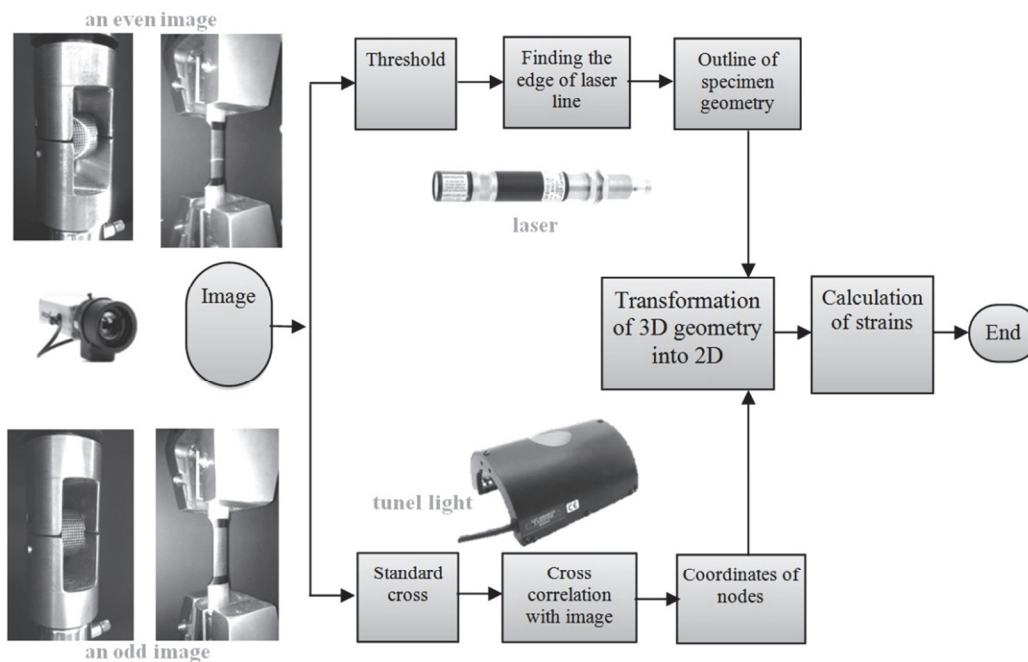 an even image
Threshold
Finding the
edge of laser
line
Outline of
specimen
geometry
laser
Image
Transformation
of 3D geometry
into 2D
Calculation
of strains
End
tunel light
Standard
cross
Cross
correlation
with image
Coordinates of
nodes
an odd image